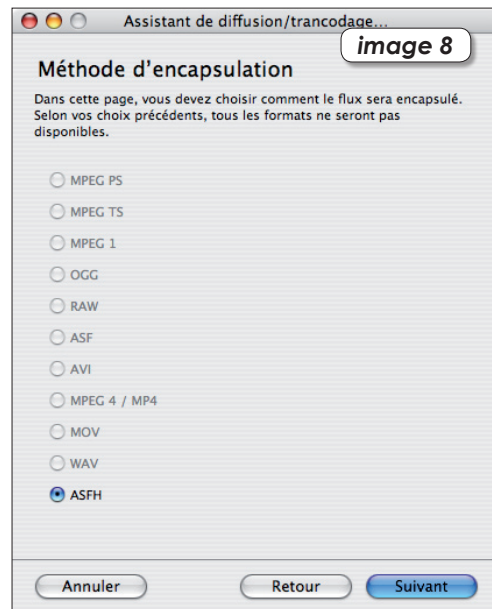 Assistant de diffusion/trancodage...
image 8
Méthode d'encapsulation
Dans cette page, vous devez choisir comment le flux sera encapsulé.
Selon vos choix précédents, tous les formats ne seront pas
disponibles.
MPEG PS
MPEG TS
MPEG 1
OGG
RAW
ASF
AVI
MPEG 4 / MP4
MOV
WAV
ASFH
Annuler
Retour
Suivant